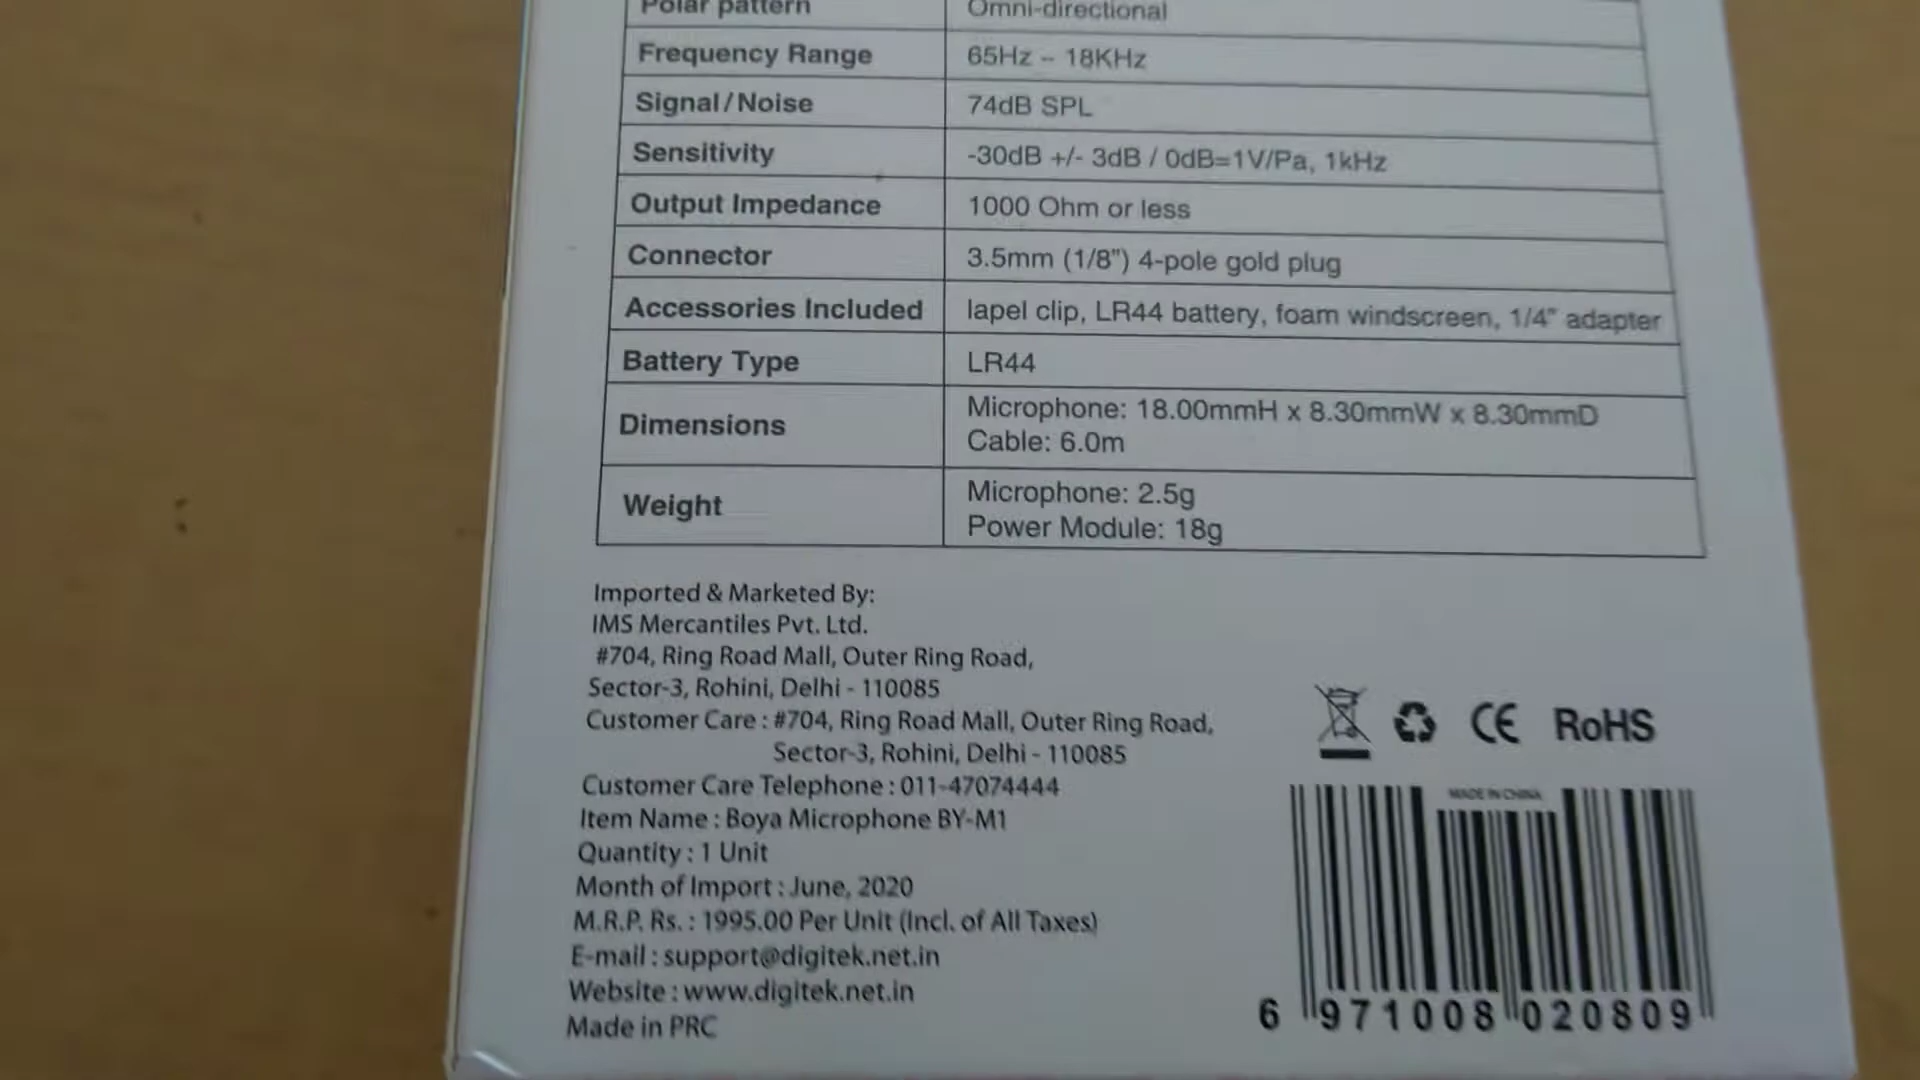 Polar pattern Omni-directional
Frequency Range 65Hz – 18KHz
Signal/Noise 74dB SPL
Sensitivity -30dB +/- 3dB / 0dB=1V/Pa, 1kHz
Output Impedance 1000 Ohm or less
Connector 3.5mm (1/8") 4-pole gold plug
Accessories Included lapel clip, LR44 battery, foam windscreen, 1/4" adapter
Battery Type LR44
Dimensions Microphone: 18.00mmH x 8.30mmW x 8.30mmD
Cable: 6.0m
Weight Microphone: 2.5g
Power Module: 18g
Imported & Marketed By:
IMS Mercantiles Pvt. Ltd.
#704, Ring Road Mall, Outer Ring Road,
Sector-3, Rohini, Delhi - 110085
Customer Care : #704, Ring Road Mall, Outer Ring Road,
Sector-3, Rohini, Delhi - 110085
Customer Care Telephone : 011-47074444
Item Name : Boya Microphone BY-M1
Quantity : 1 Unit
Month of Import : June, 2020
M.R.P. Rs. : 1995.00 Per Unit (Incl. of All Taxes)
E-mail : support@digitek.net.in
Website : www.digitek.net.in
Made in PRC
CE RoHS
MADE IN CHINA
6 971008 020809